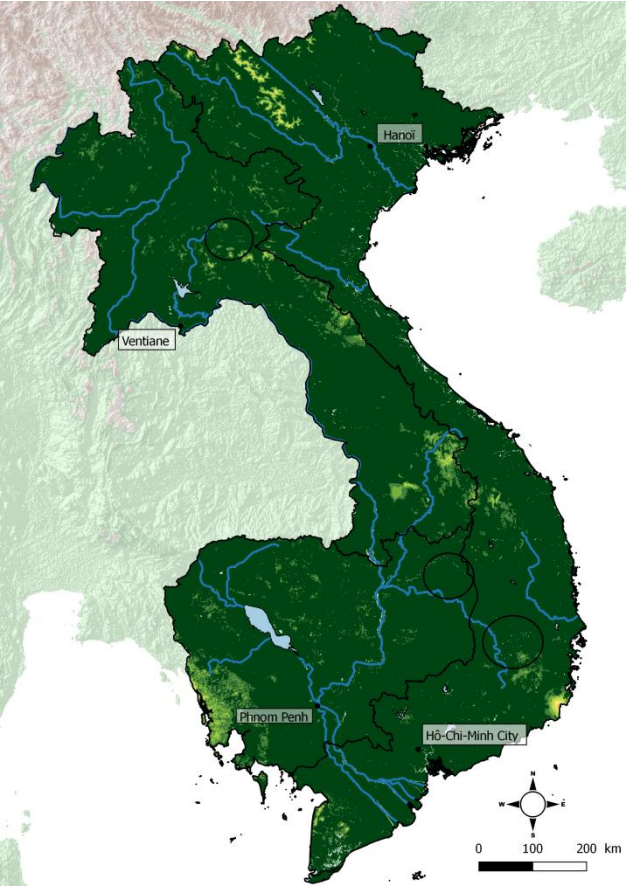 Hanoï
Ventiane
Phnom Penh
Hô-Chi-Minh City
N
W E
S
0 100 200 km